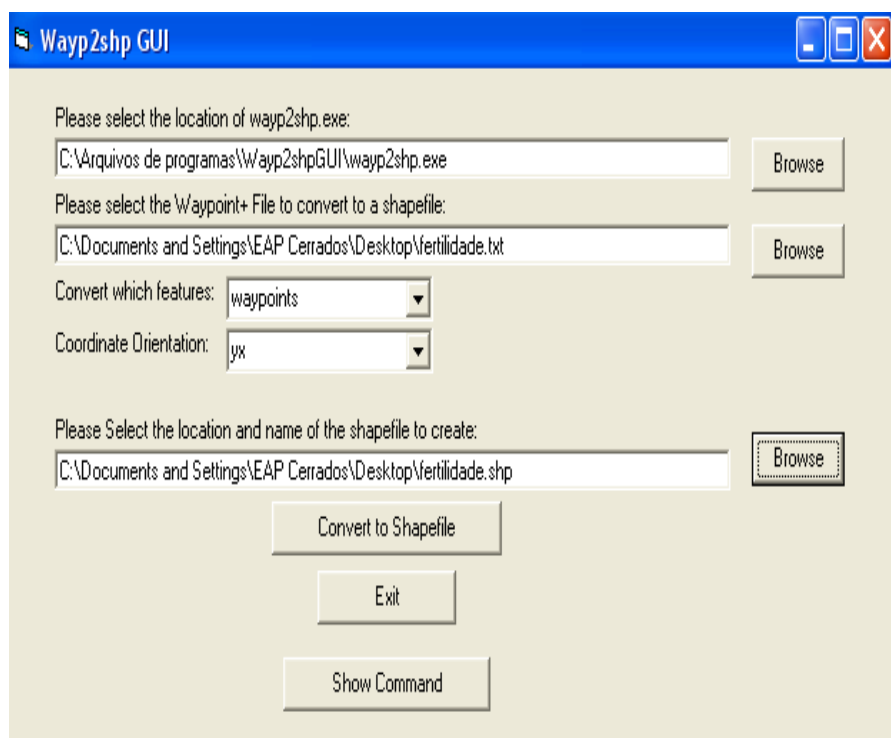 Wayp2shp GUI
Please select the location of wayp2shp.exe:
C:\Arquivos de programas\Wayp2shpGUI\wayp2shp.exe
Browse
Please select the Waypoint+ File to convert to a shapefile:
C:\Documents and Settings\EAP Cerrados\Desktop\fertilidade.txt
Browse
Convert which features:
waypoints
Coordinate Orientation:
yx
Please Select the location and name of the shapefile to create:
C:\Documents and Settings\EAP Cerrados\Desktop\fertilidade.shp
Browse
Convert to Shapefile
Exit
Show Command